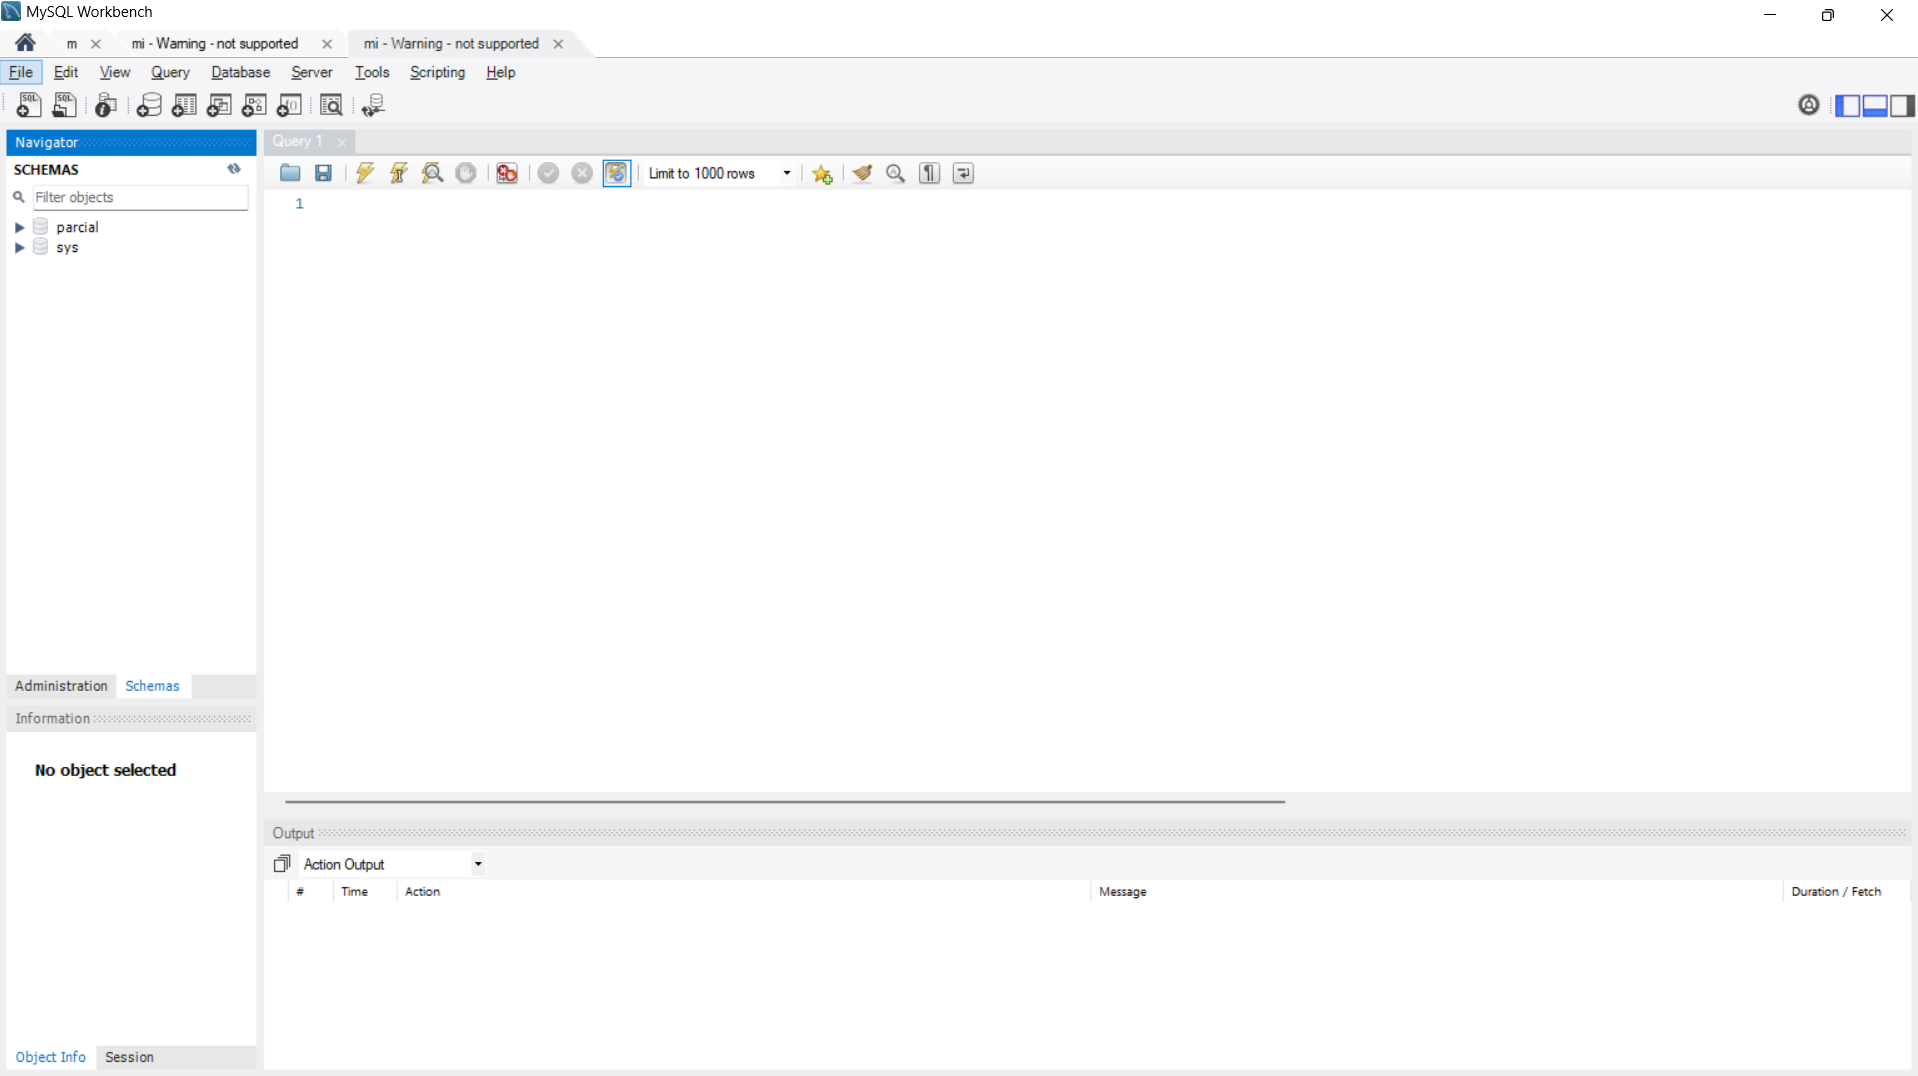 MySQL Workbench
m
mi - Warning - not supported
mi - Warning - not supported
File Edit View Query Database Server Tools Scripting Help
Navigator
SCHEMAS
Filter objects
parcial
sys
Administration Schemas
Information
No object selected
Object Info Session
Query 1
Limit to 1000 rows
1
Output
Action Output
# Time Action Message Duration / Fetch